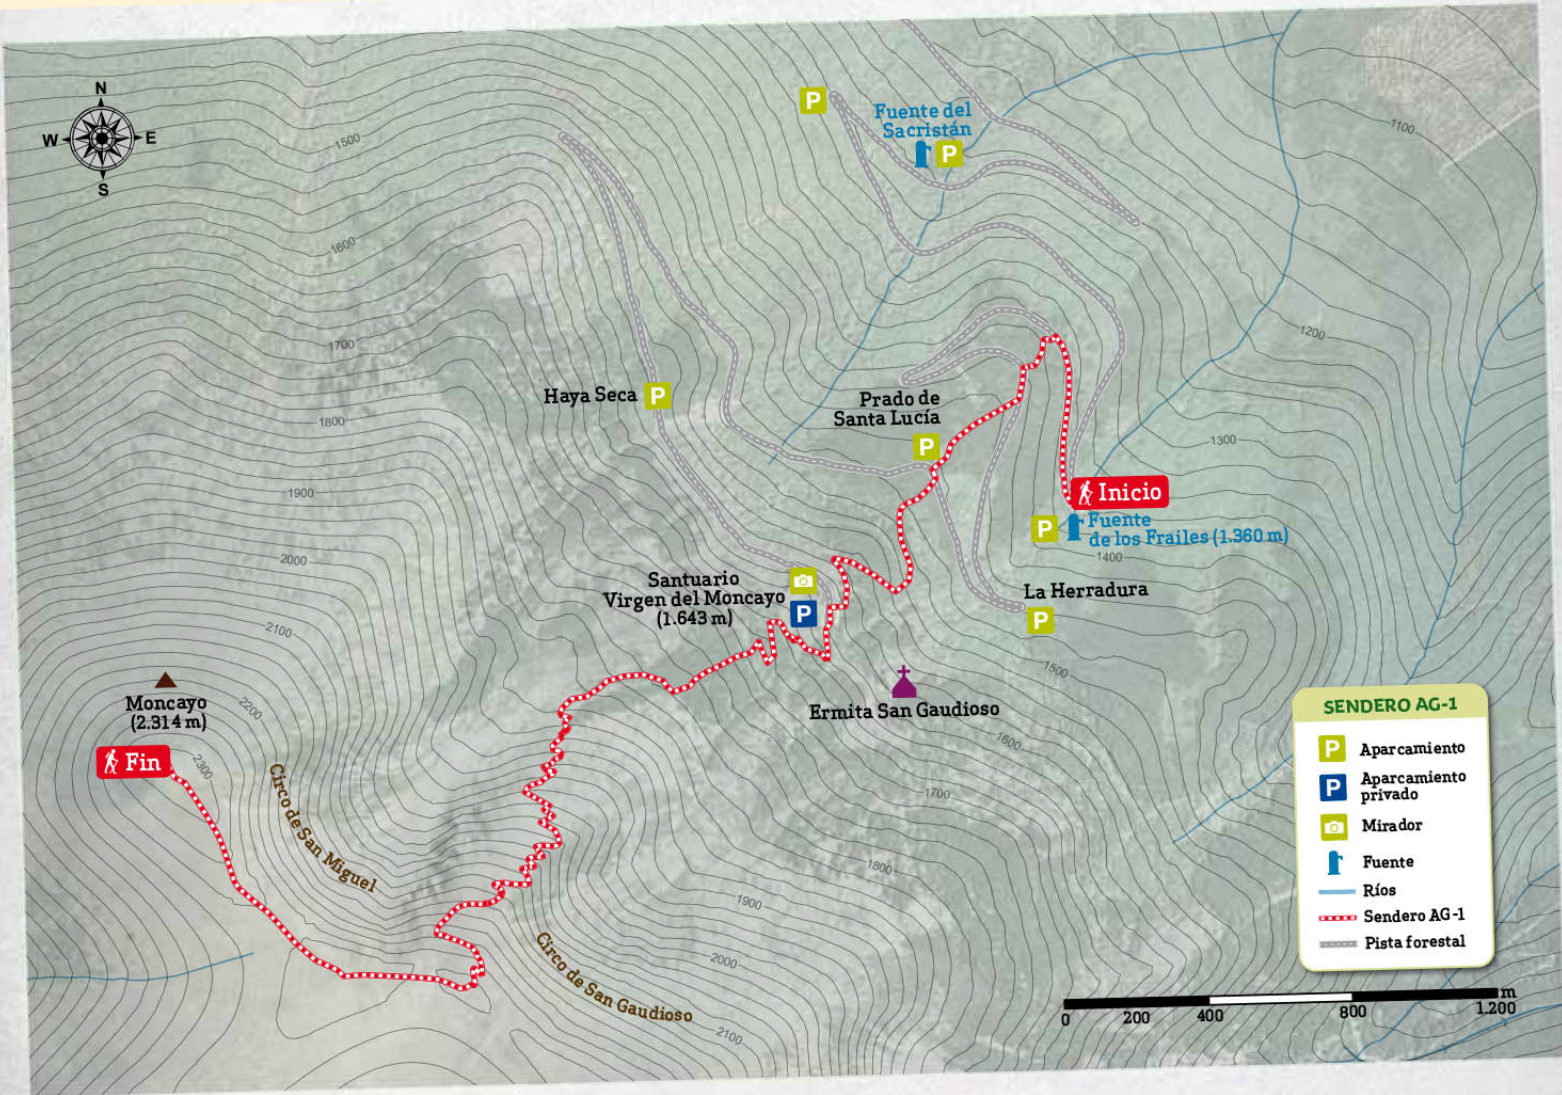 N
W
E
S
1500
1600
1700
1800
1900
2000
2100
2200
2300
P
Fuente del
Sacristán
P
1100
1200
1300
1400
1500
1600
1700
1800
1900
2000
2100
Haya Seca P
Prado de
Santa Lucía
P
Inicio
P
Fuente
de los Frailes (1.360 m)
Santuario
Virgen del Moncayo
(1.643 m)
P
La Herradura
P
Moncayo
(2.314 m)
Fin
Ermita San Gaudioso
Circo de San Miguel
Circo de San Gaudioso
SENDERO AG-1
P Aparcamiento
P Aparcamiento
privado
Mirador
Fuente
Ríos
Sendero AG-1
Pista forestal
m
0 200 400 800 1.200